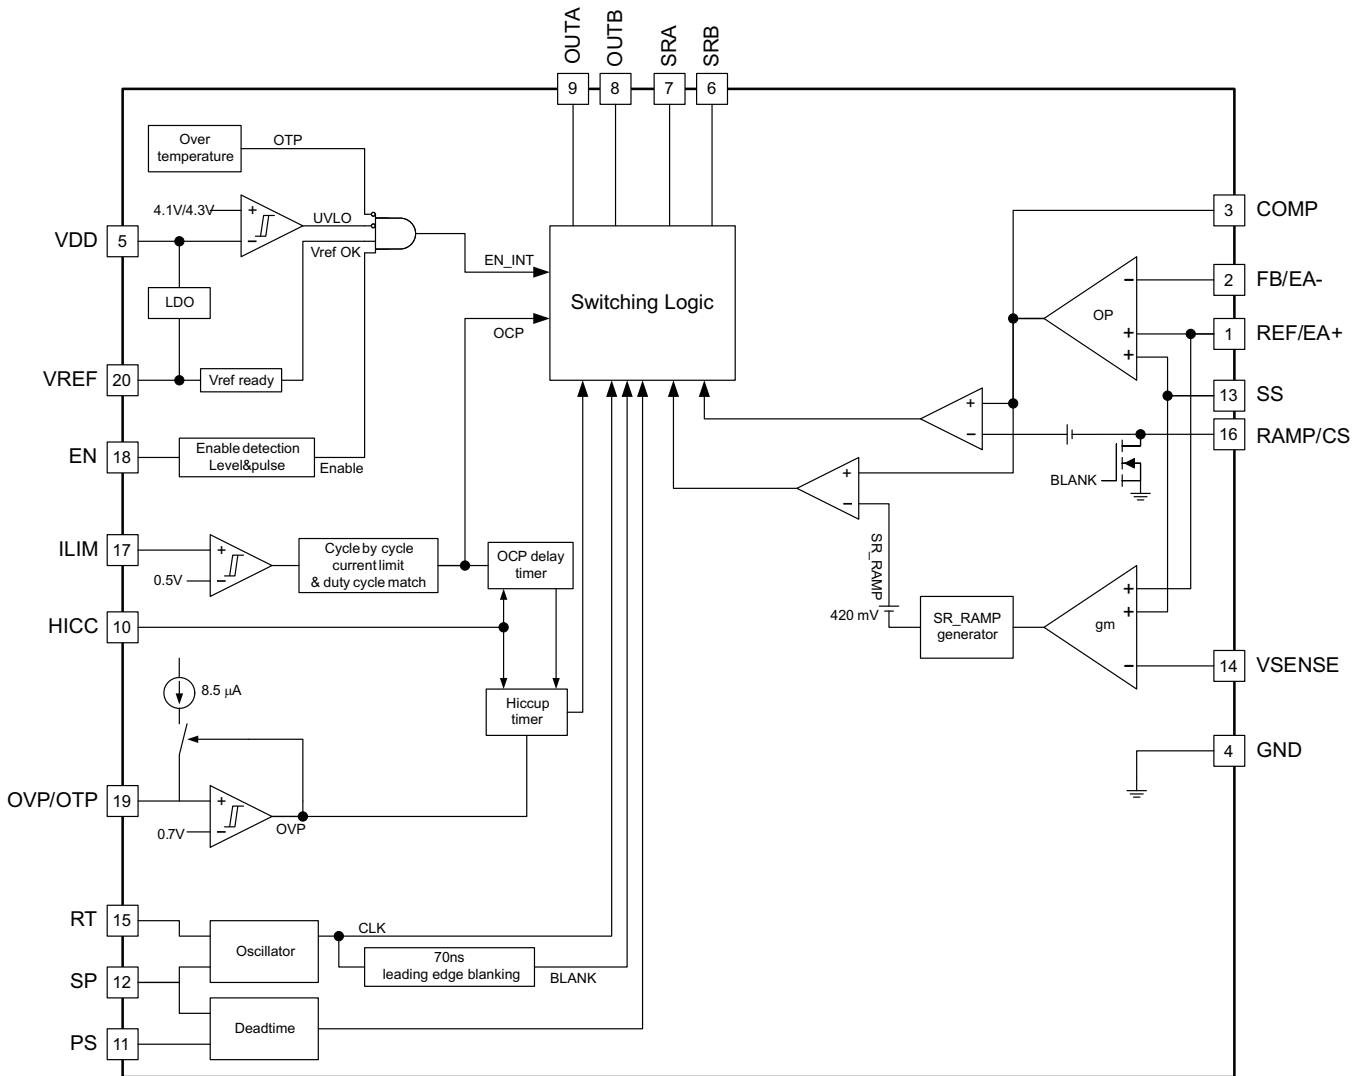 OUTA
OUTB
SRA
SRB
9
8
7
6
Over
temperature
OTP
4.1V/4.3V
+
−
UVLO
Vref OK
VDD
5
LDO
VREF
20
Vref ready
EN
18
Enable detection
Level&pulse
Enable
EN_INT
OCP
Switching Logic
3
COMP
2
FB/EA-
1
REF/EA+
13
SS
16
RAMP/CS
−
OP
+
+
+
−
BLANK
+
−
SR_RAMP
420 mV
SR_RAMP
generator
+
+
gm
−
14
VSENSE
4
GND
ILIM
17
+
0.5V
−
Cycle by cycle
current limit
& duty cycle match
OCP delay
timer
HICC
10
8.5 μA
Hiccup
timer
OVP/OTP
19
+
0.7V
−
OVP
RT
15
Oscillator
CLK
70ns
leading edge blanking
BLANK
SP
12
Deadtime
PS
11